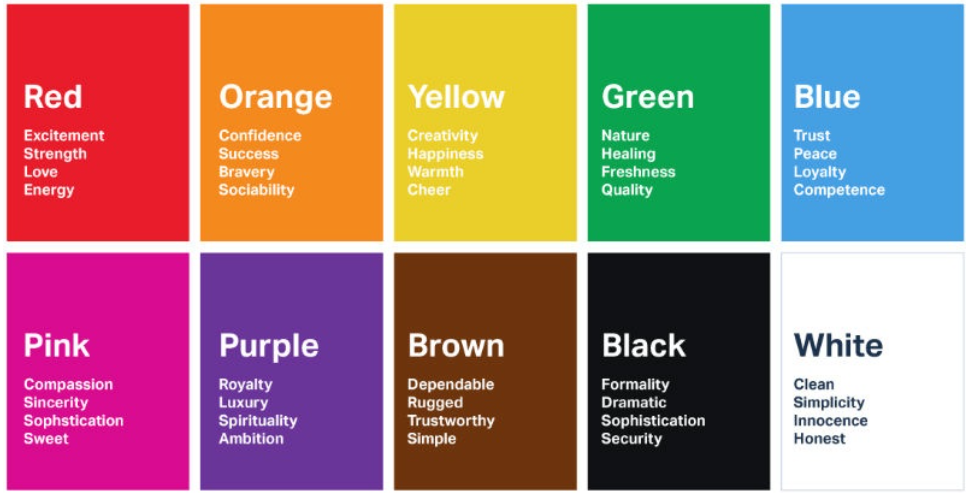 Red
Excitement
Strength
Love
Energy
Orange
Confidence
Success
Bravery
Sociability
Yellow
Creativity
Happiness
Warmth
Cheer
Green
Nature
Healing
Freshness
Quality
Blue
Trust
Peace
Loyalty
Competence
Pink
Compassion
Sincerity
Sophstication
Sweet
Purple
Royalty
Luxury
Spirituality
Ambition
Brown
Dependable
Rugged
Trustworthy
Simple
Black
Formality
Dramatic
Sophistication
Security
White
Clean
Simplicity
Innocence
Honest